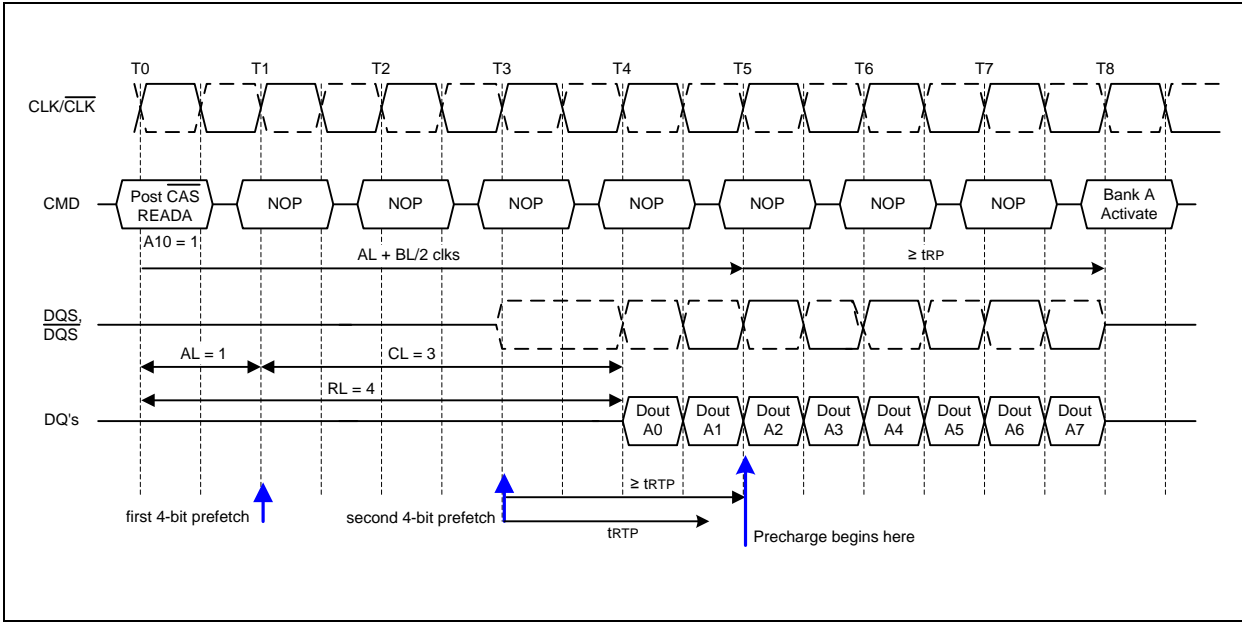 T0 T1 T2 T3 T4 T5 T6 T7 T8
CLK/CLK
CMD
Post CAS
READA
NOP NOP NOP NOP NOP NOP NOP
Bank A
Activate
A10 = 1
AL + BL/2 clks
≥ tRP
DQS,
DQS
AL = 1
CL = 3
RL = 4
DQ's
Dout
A0
Dout
A1
Dout
A2
Dout
A3
Dout
A4
Dout
A5
Dout
A6
Dout
A7
≥ tRTP
first 4-bit prefetch
second 4-bit prefetch
tRTP
Precharge begins here